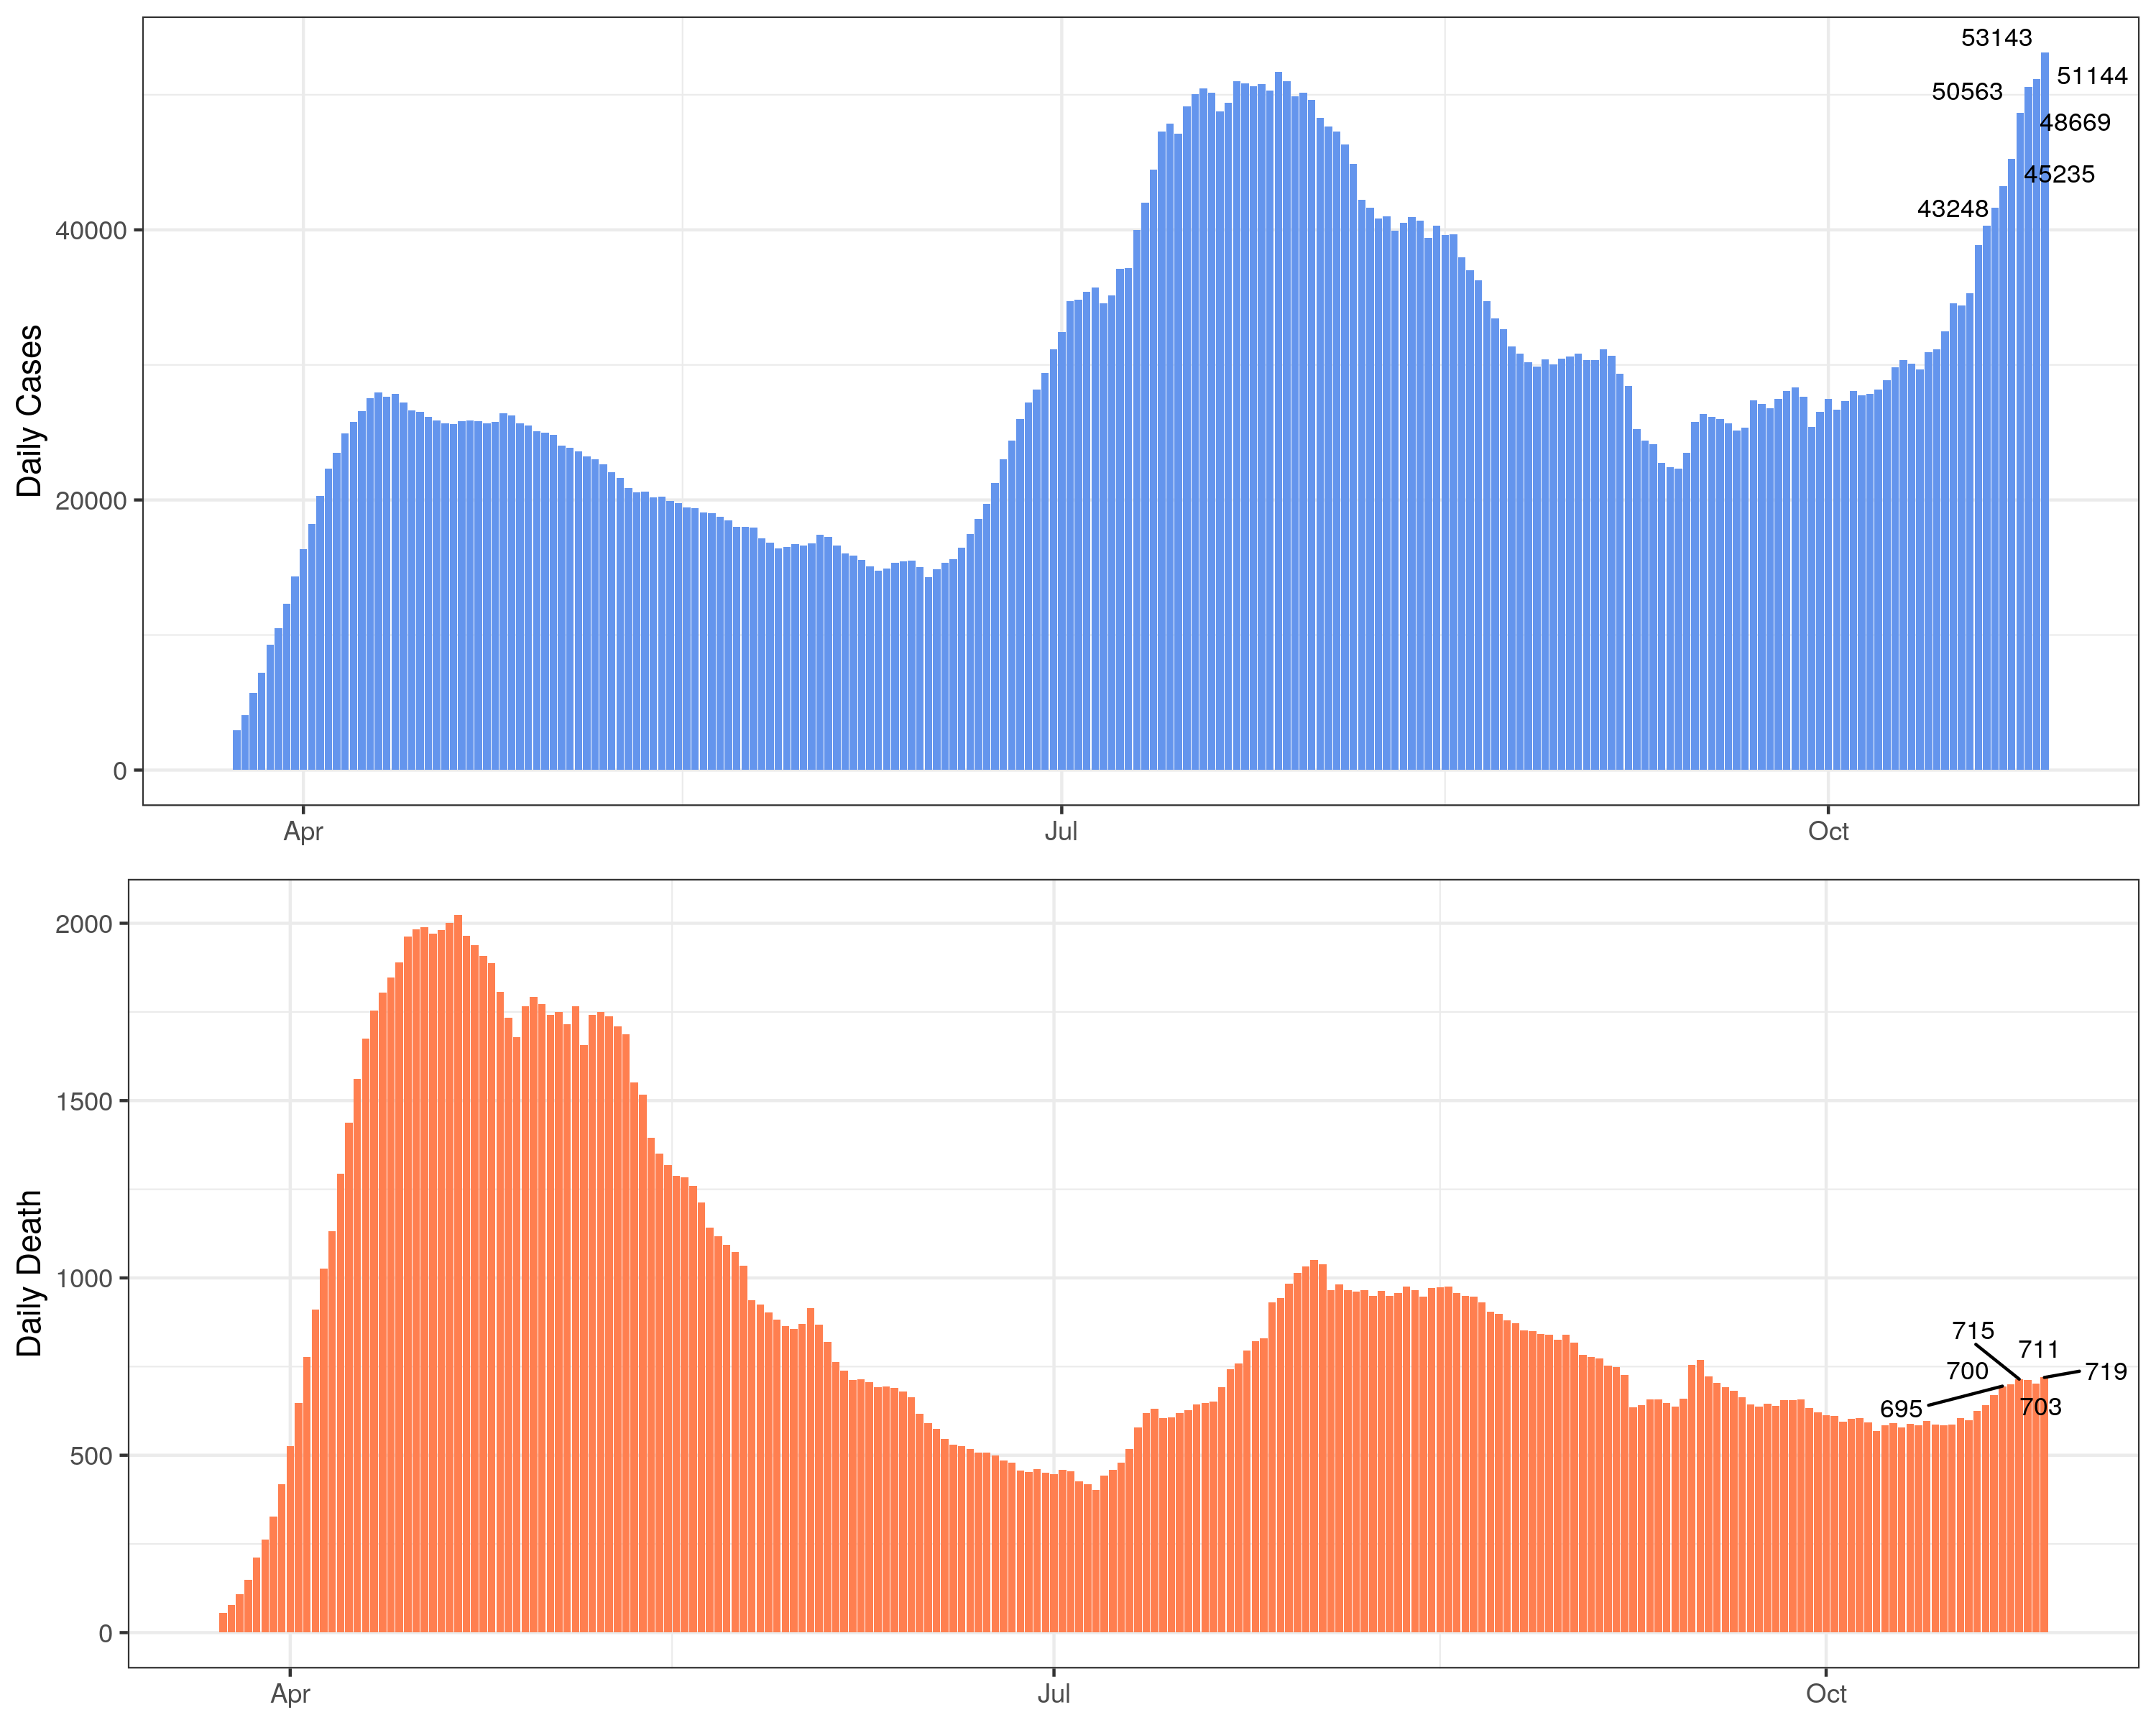 Daily Cases
40000
20000
0
53143
51144
50563
48669
45235
43248
Apr
Jul
Oct
Daily Death
2000
1500
1000
500
0
715
711
700
719
695
703
Apr
Jul
Oct